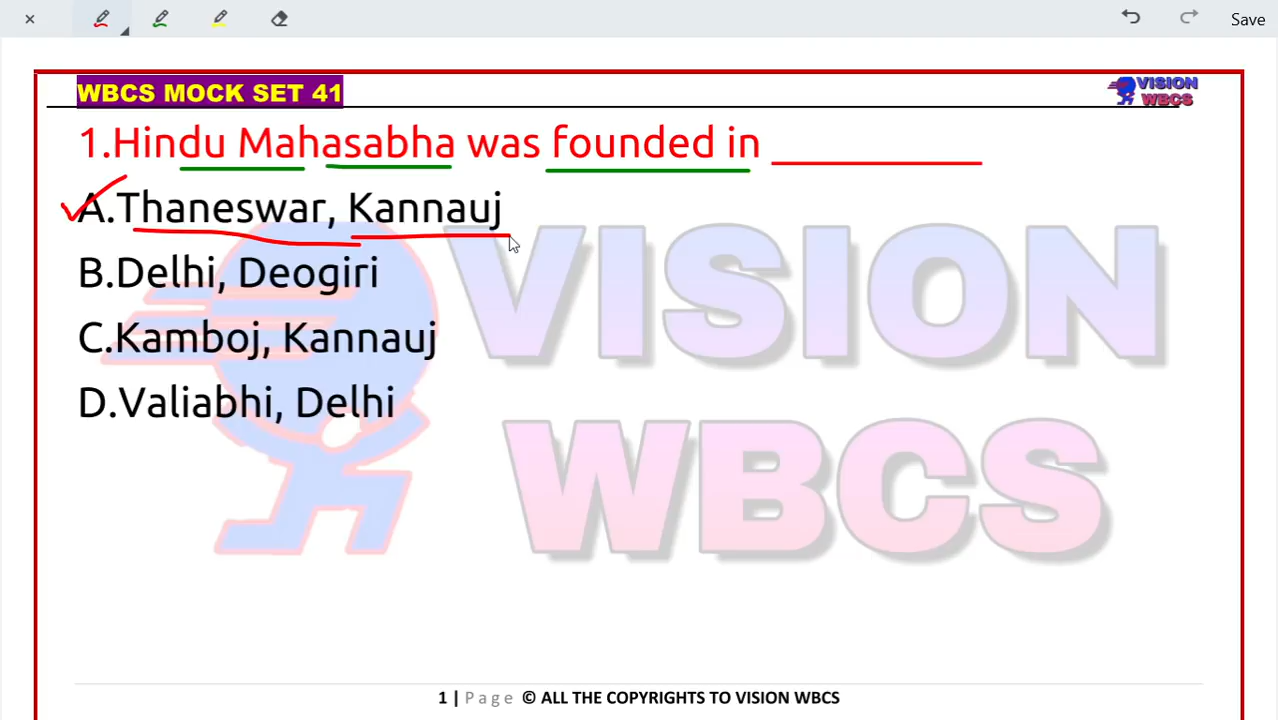 Save
WBCS MOCK SET 41
VISION
WBCS
1.Hindu Mahasabha was founded in __________
A.Thaneswar, Kannauj
B.Delhi, Deogiri
C.Kamboj, Kannauj
D.Valiabhi, Delhi
VISION
WBCS
1 | Page © ALL THE COPYRIGHTS TO VISION WBCS